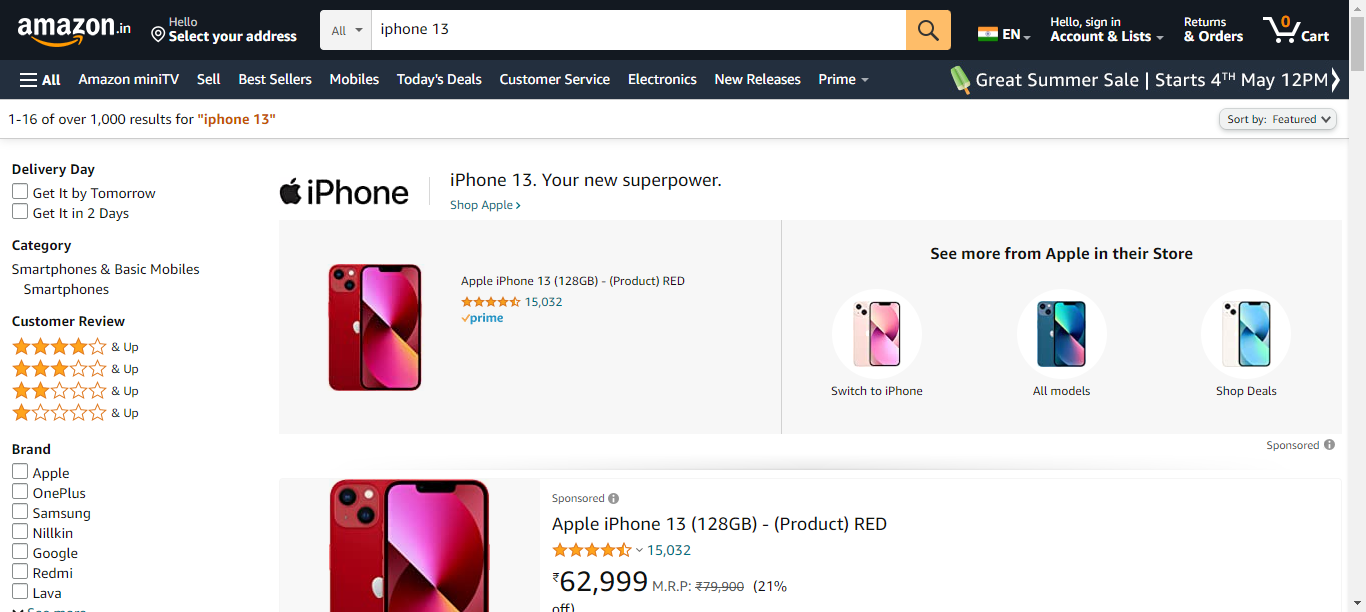 amazon.in
Hello
Select your address
All
iphone 13
EN
Hello, sign in
Account & Lists
Returns
& Orders
0
Cart
All
Amazon miniTV
Sell
Best Sellers
Mobiles
Today's Deals
Customer Service
Electronics
New Releases
Prime
Great Summer Sale | Starts 4TH May 12PM
1-16 of over 1,000 results for "iphone 13"
Sort by: Featured
Delivery Day
Get It by Tomorrow
Get It in 2 Days
Category
Smartphones & Basic Mobiles
Smartphones
Customer Review
& Up
& Up
& Up
& Up
Brand
Apple
OnePlus
Samsung
Nillkin
Google
Redmi
Lava
See more
iPhone
iPhone 13. Your new superpower.
Shop Apple ›
Apple iPhone 13 (128GB) - (Product) RED
15,032
prime
See more from Apple in their Store
Switch to iPhone
All models
Shop Deals
Sponsored
Sponsored
Apple iPhone 13 (128GB) - (Product) RED
15,032
₹62,999 M.R.P: ₹79,900 (21%
off)